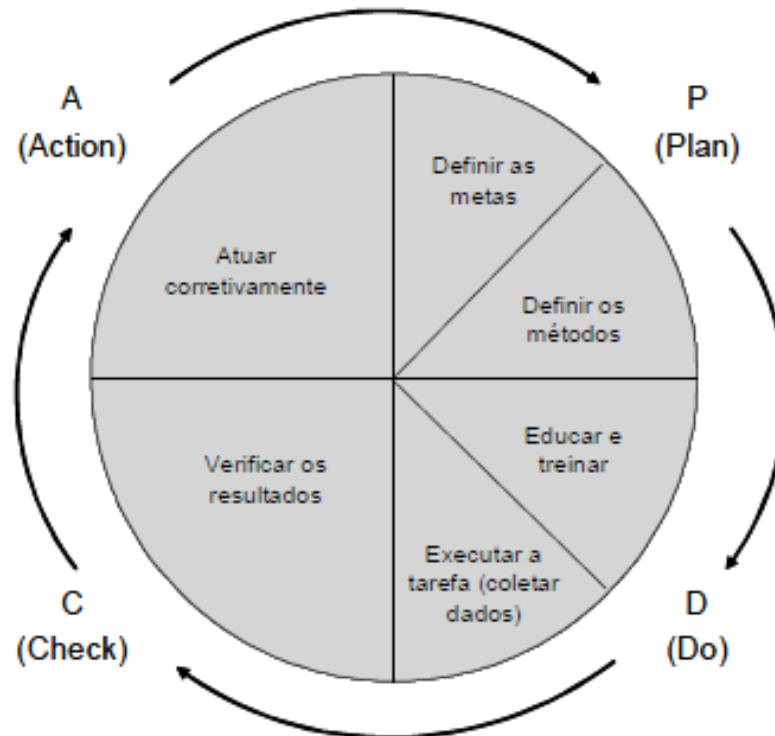 A
(Action)
P
(Plan)
Definir as
metas
Atuar
corretivamente
Definir os
métodos
Educar e
treinar
Verificar os
resultados
Executar a
tarefa (coletar
dados)
C
(Check)
D
(Do)